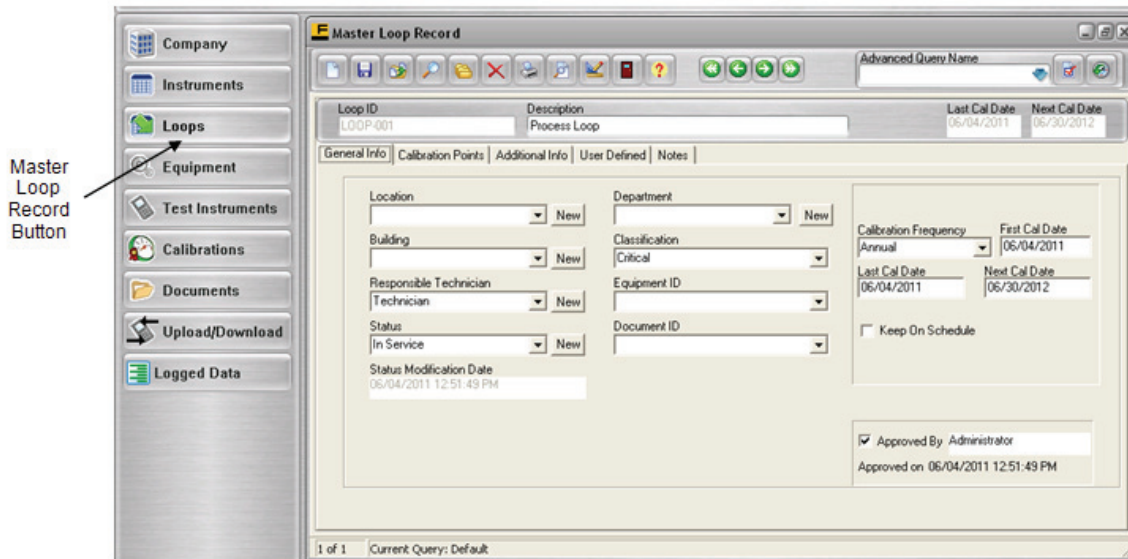 Master
Loop
Record
Button
Company
Instruments
Loops
Equipment
Test Instruments
Calibrations
Documents
Upload/Download
Logged Data
Master Loop Record
Advanced Query Name
Loop ID Description Last Cal Date Next Cal Date
LOOP-001 Process Loop 06/04/2011 06/30/2012
General Info Calibration Points Additional Info User Defined Notes
Location Department
New New
Building Classification
New Critical
Responsible Technician Equipment ID
Technician New
Status Document ID
In Service New
Status Modification Date
06/04/2011 12:51:49 PM
Calibration Frequency First Cal Date
Annual 06/04/2011
Last Cal Date Next Cal Date
06/04/2011 06/30/2012
Keep On Schedule
Approved By Administrator
Approved on 06/04/2011 12:51:49 PM
1 of 1 Current Query: Default